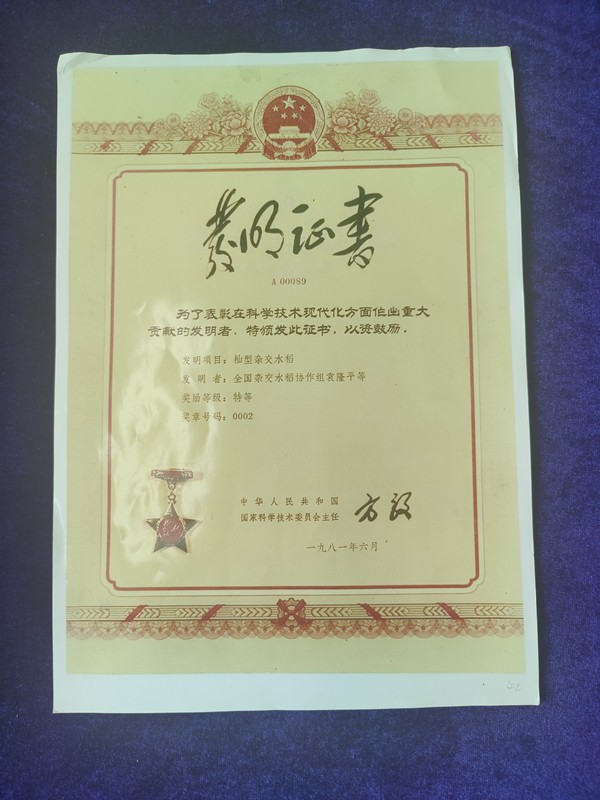 发明证书
A 00089
为了表彰在科学技术现代化方面作出重大
贡献的发明者，特颁发此证书，以资鼓励。
发明项目：籼型杂交水稻
发 明 者：全国杂交水稻协作组袁隆平等
奖励等级：特等
奖章号码：0002
中华人民共和国
国家科学技术委员会主任
方毅
一九八一年六月